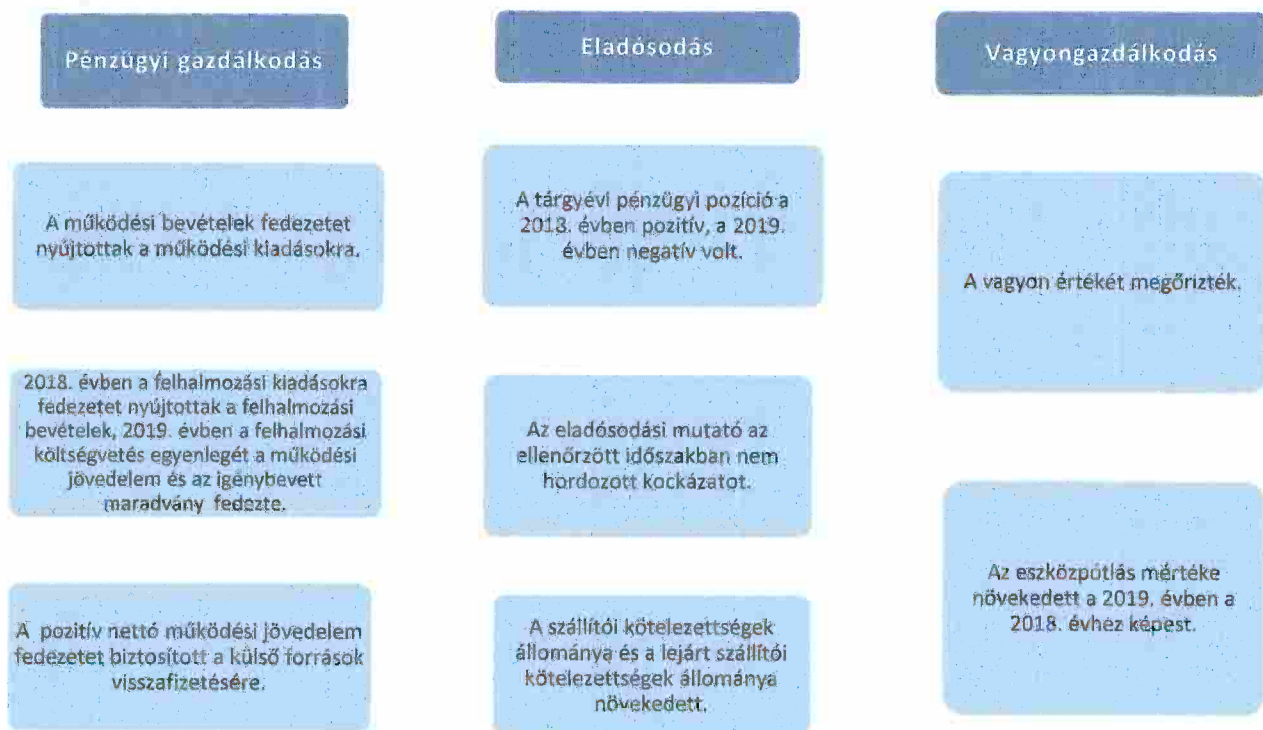 Pénzügyi gazdálkodás
A működési bevételek fedezetet
nyújtottak a működési kiadásokra.
2018. évben a felhalmozási kiadásokra
fedezetet nyújtottak a felhalmozási
bevételek, 2019. évben a felhalmozási
költségvetés egyenlegét a működési
jövedelem és az igénybevett
maradvány fedezte.
A pozitív nettó működési jövedelem
fedezetet biztosított a külső források
visszafizetésére.
Eladósodás
A tárgyévi pénzügyi pozíció a
2018. évben pozitív, a 2019.
évben negatív volt.
Az eladósodási mutató az
ellenőrzött időszakban nem
hordozott kockázatot.
A szállítói kötelezettségek
állománya és a lejárt szállítói
kötelezettségek állománya
növekedett.
Vagyongazdálkodás
A vagyon értékét megőrizték.
Az eszközpótlás mértéke
növekedett a 2019. évben a
2018. évhez képest.